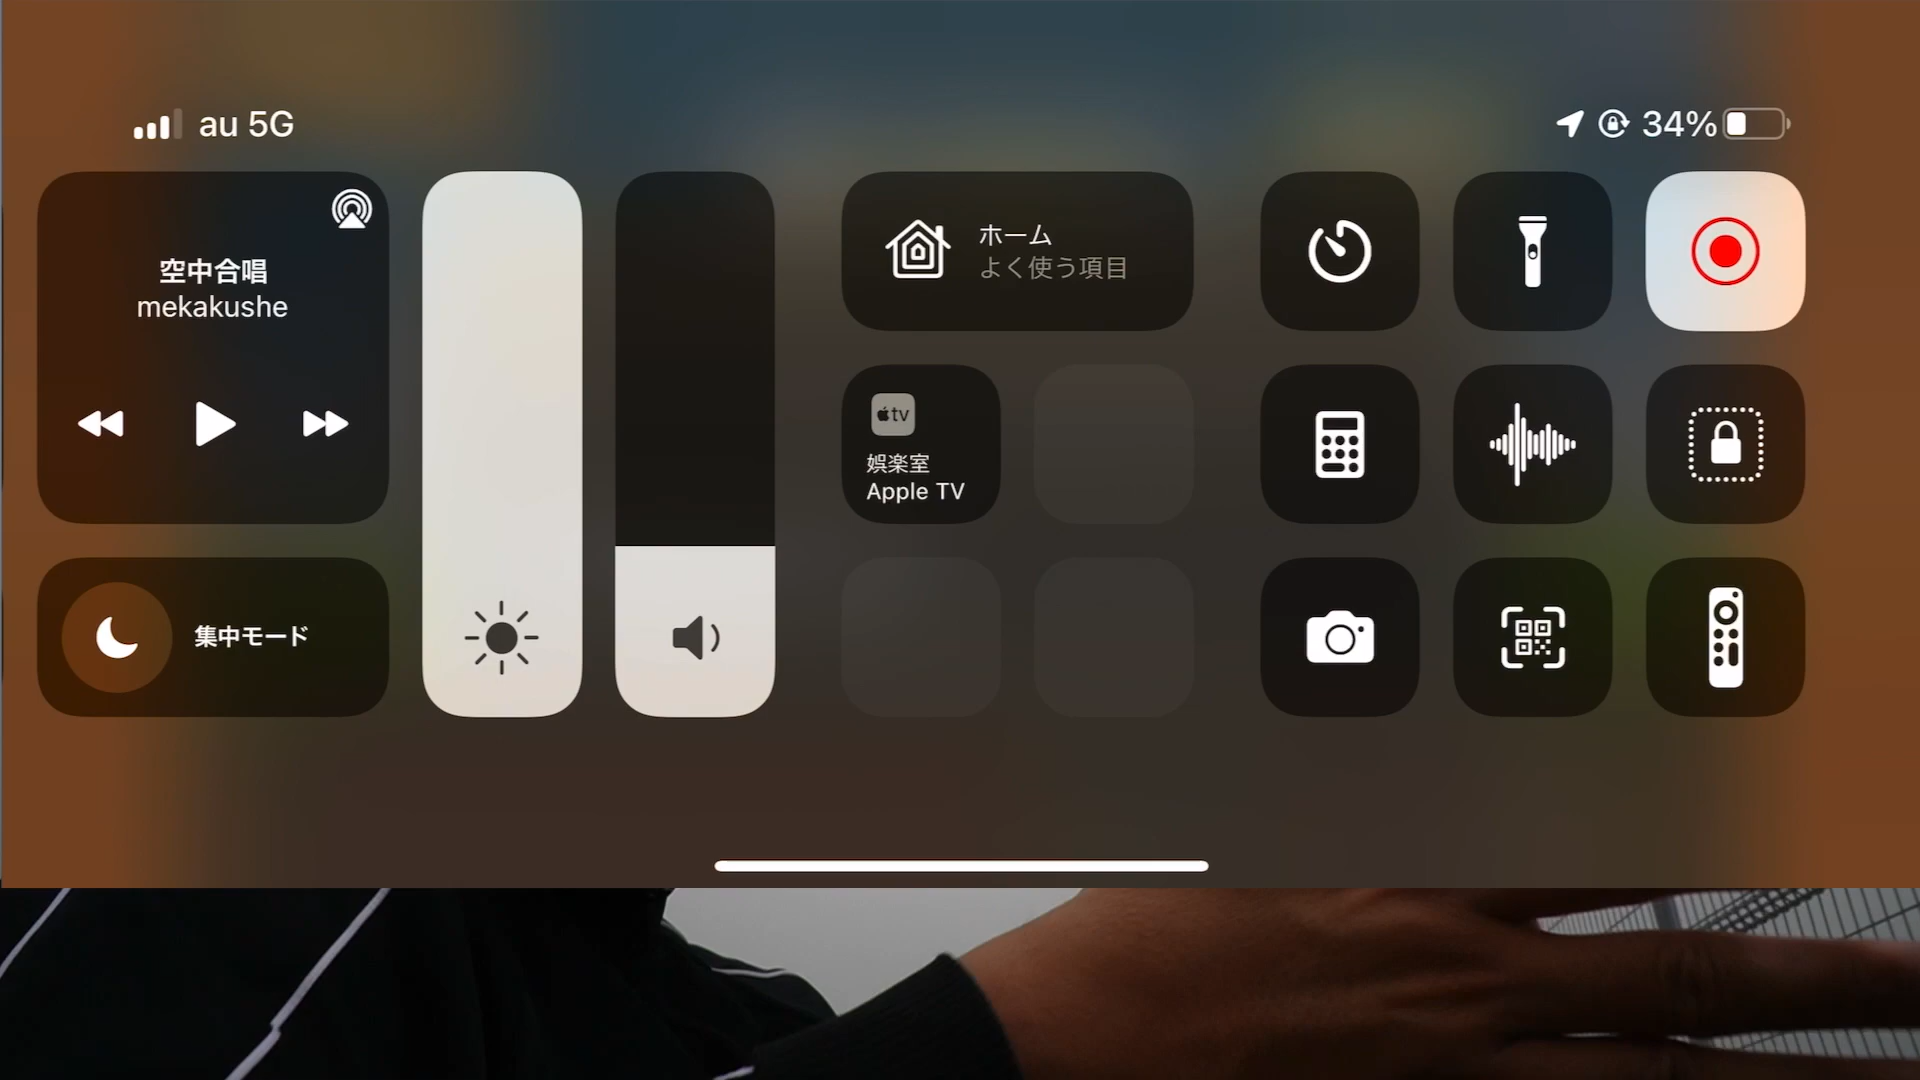 au 5G
34%
空中合唱
mekakushe
集中モード
ホーム
よく使う項目
tv
娯楽室
Apple TV